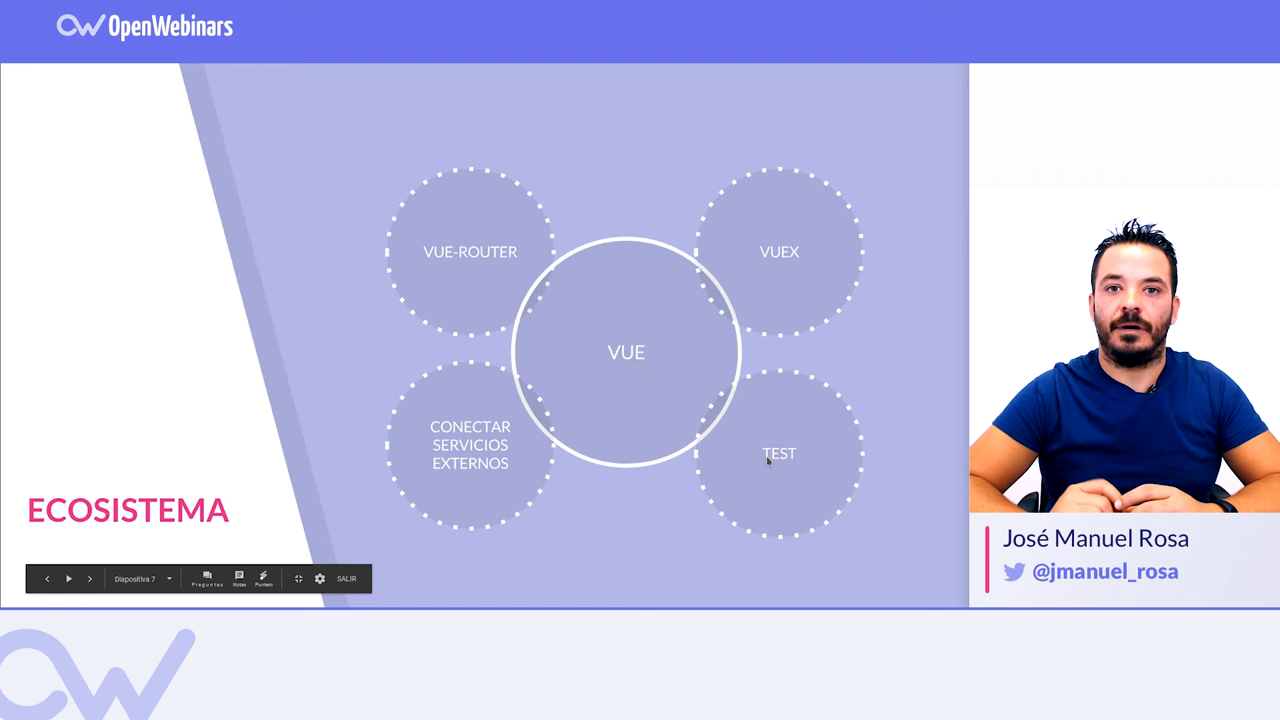 OpenWebinars
VUE-ROUTER
VUEX
VUE
CONECTAR
SERVICIOS
EXTERNOS
TEST
ECOSISTEMA
Diapositiva 7
Preguntas
Notas
Puntero
SALIR
José Manuel Rosa
@jmanuel_rosa